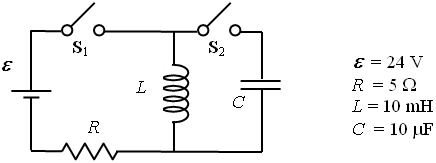 S₁
S₂
ε
L
C
R
ε = 24 V
R = 5 Ω
L = 10 mH
C = 10 μF